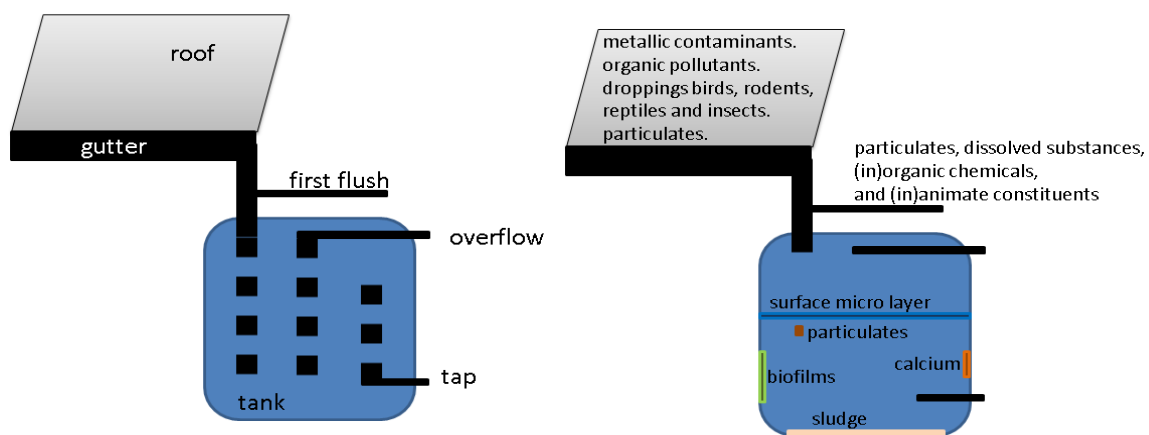 roof
gutter
first flush
overflow
tap
tank
metallic contaminants.
organic pollutants.
droppings birds, rodents,
reptiles and insects.
particulates.
particulates, dissolved substances,
(in)organic chemicals,
and (in)animate constituents
surface micro layer
particulates
calcium
biofilms
sludge